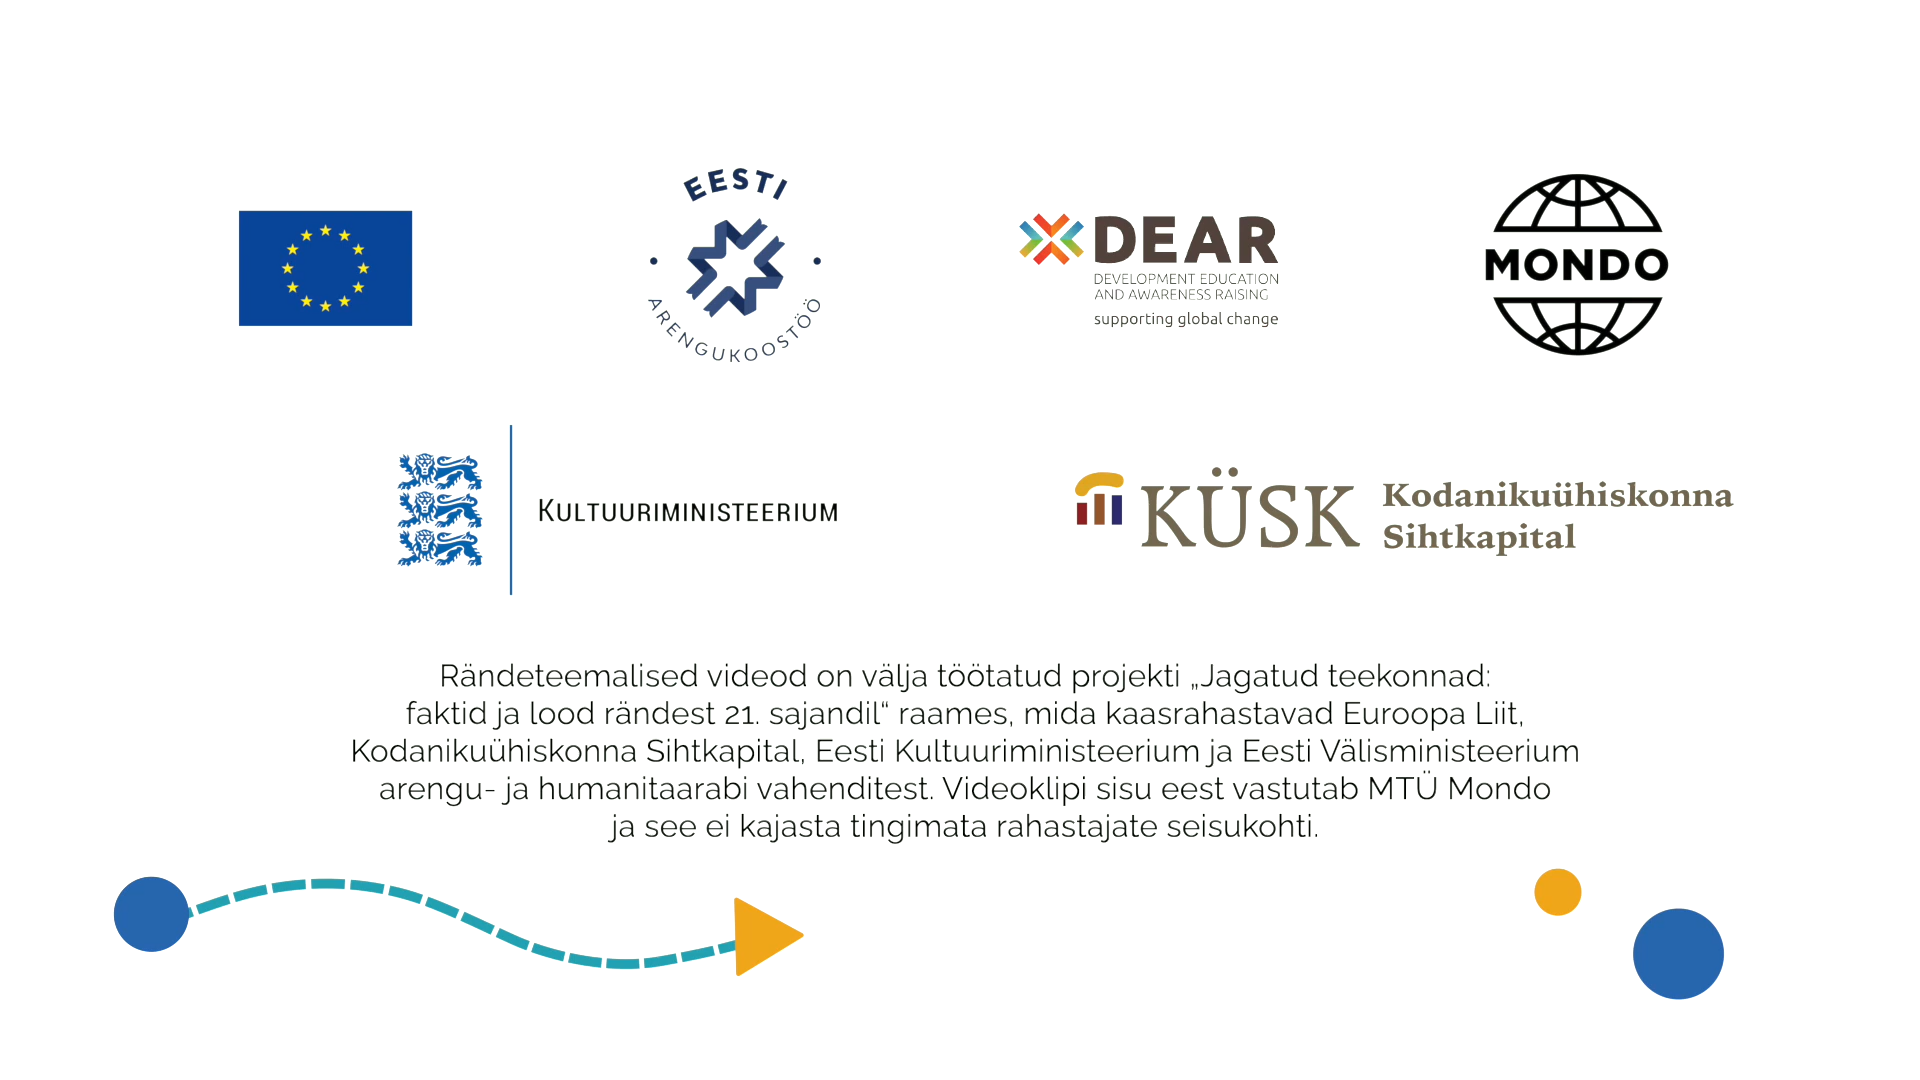 EESTI
ARENGUKOOSTÖÖ
DEAR
DEVELOPMENT EDUCATION
AND AWARENESS RAISING
supporting global change
MONDO
KULTUURIMINISTEERIUM
KÜSK
Kodanikuühiskonna
Sihtkapital
Rändeteemalised videod on välja töötatud projekti „Jagatud teekonnad:
faktid ja lood rändest 21. sajandil“ raames, mida kaasrahastavad Euroopa Liit,
Kodanikuühiskonna Sihtkapital, Eesti Kultuuriministeerium ja Eesti Välisministeerium
arengu- ja humanitaarabi vahenditest. Videoklipi sisu eest vastutab MTÜ Mondo
ja see ei kajasta tingimata rahastajate seisukohti.